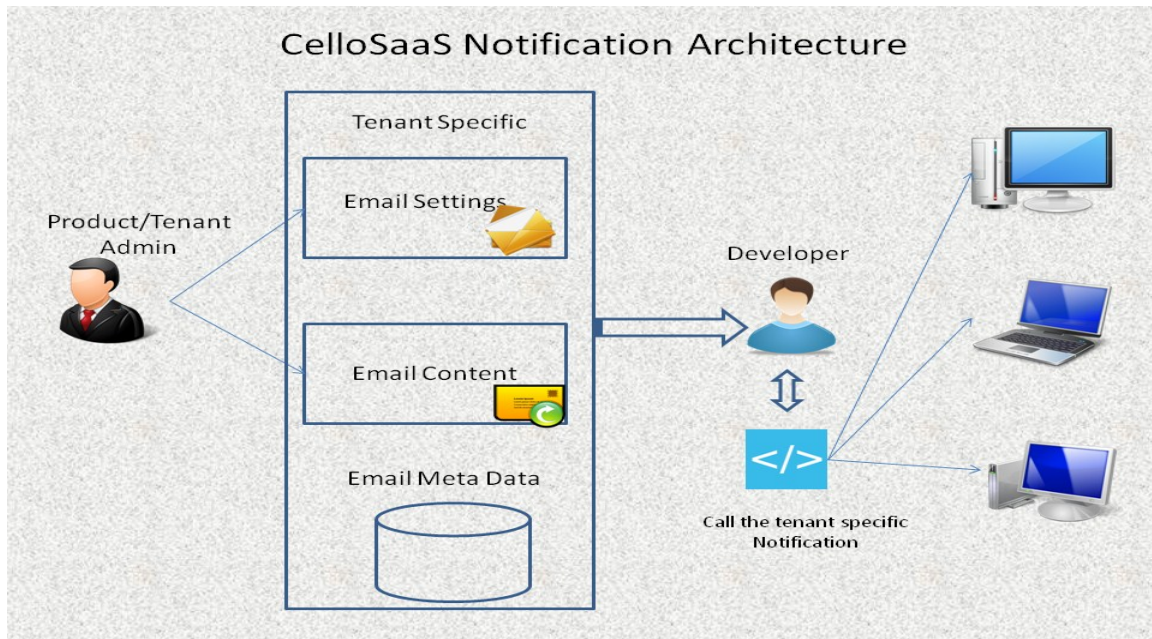 CelloSaaS Notification Architecture
Tenant Specific
Email Settings
Product/Tenant
Admin
Developer
Email Content
Email Meta Data
</>
Call the tenant specific
Notification